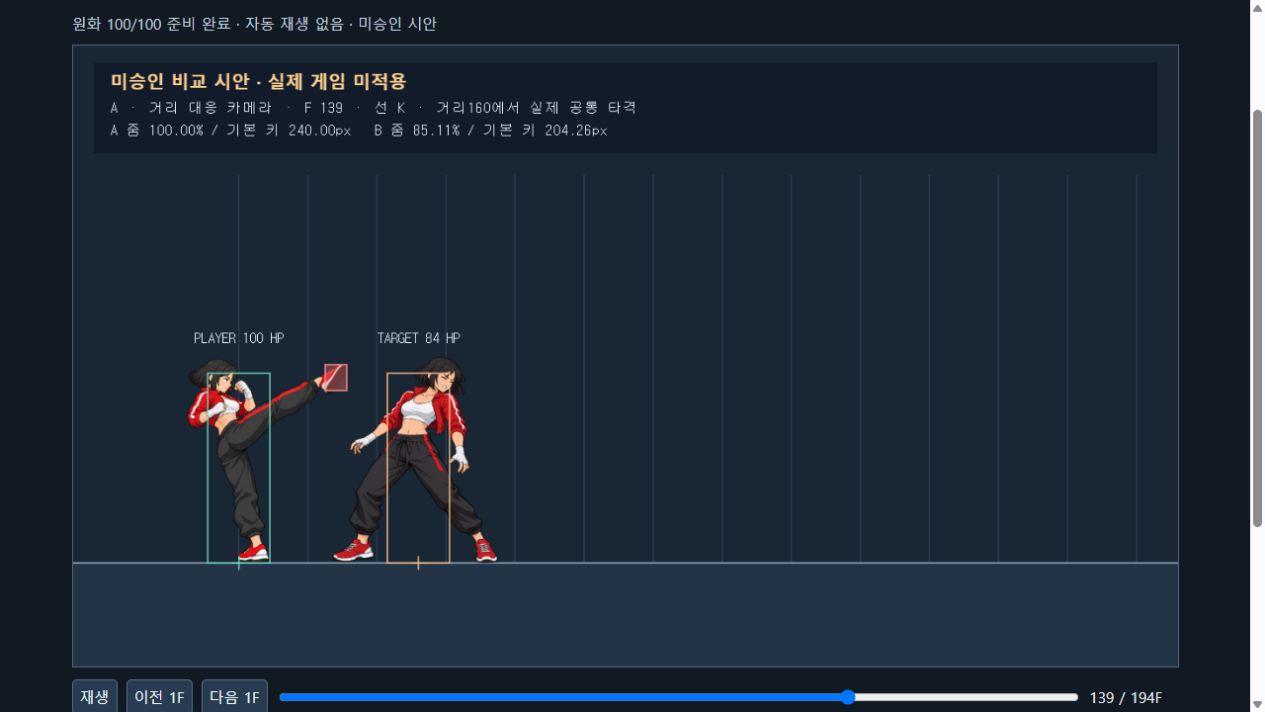 원화 100/100 준비 완료 · 자동 재생 없음 · 미승인 시안
미승인 비교 시안 · 실제 게임 미적용
A · 거리 대응 카메라 · F 139 · 선 K · 거리160에서 실제 공통 타격
A 줌 100.00% / 기본 키 240.00px B 줌 85.11% / 기본 키 204.26px
PLAYER 100 HP TARGET 84 HP
재생 이전 1F 다음 1F 139 / 194F